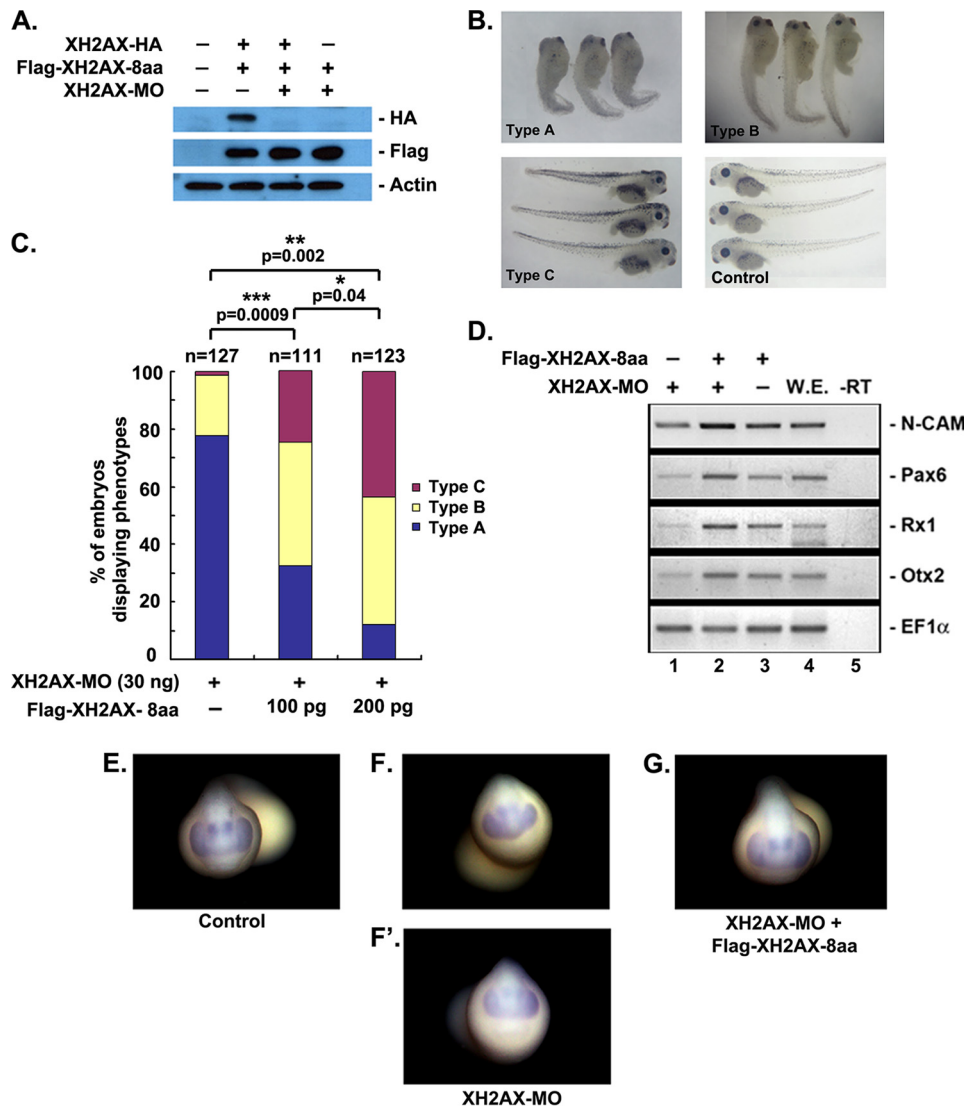 A.
XH2AX-HA – + + –
Flag-XH2AX-8aa – + + +
XH2AX-MO – – + +
- HA
- Flag
- Actin
B.
Type A
Type B
Type C
Control
C.
**
p=0.002
*
p=0.04
***
p=0.0009
n=127 n=111 n=123
100
80
60
40
20
0
% of embryos
displaying phenotypes
Type C
Type B
Type A
XH2AX-MO (30 ng) + + +
Flag-XH2AX- 8aa – 100 pg 200 pg
D.
Flag-XH2AX-8aa – + +
XH2AX-MO + + – W.E. -RT
- N-CAM
- Pax6
- Rx1
- Otx2
- EF1α
1 2 3 4 5
E.
Control
F.
F'.
XH2AX-MO
G.
XH2AX-MO +
Flag-XH2AX-8aa